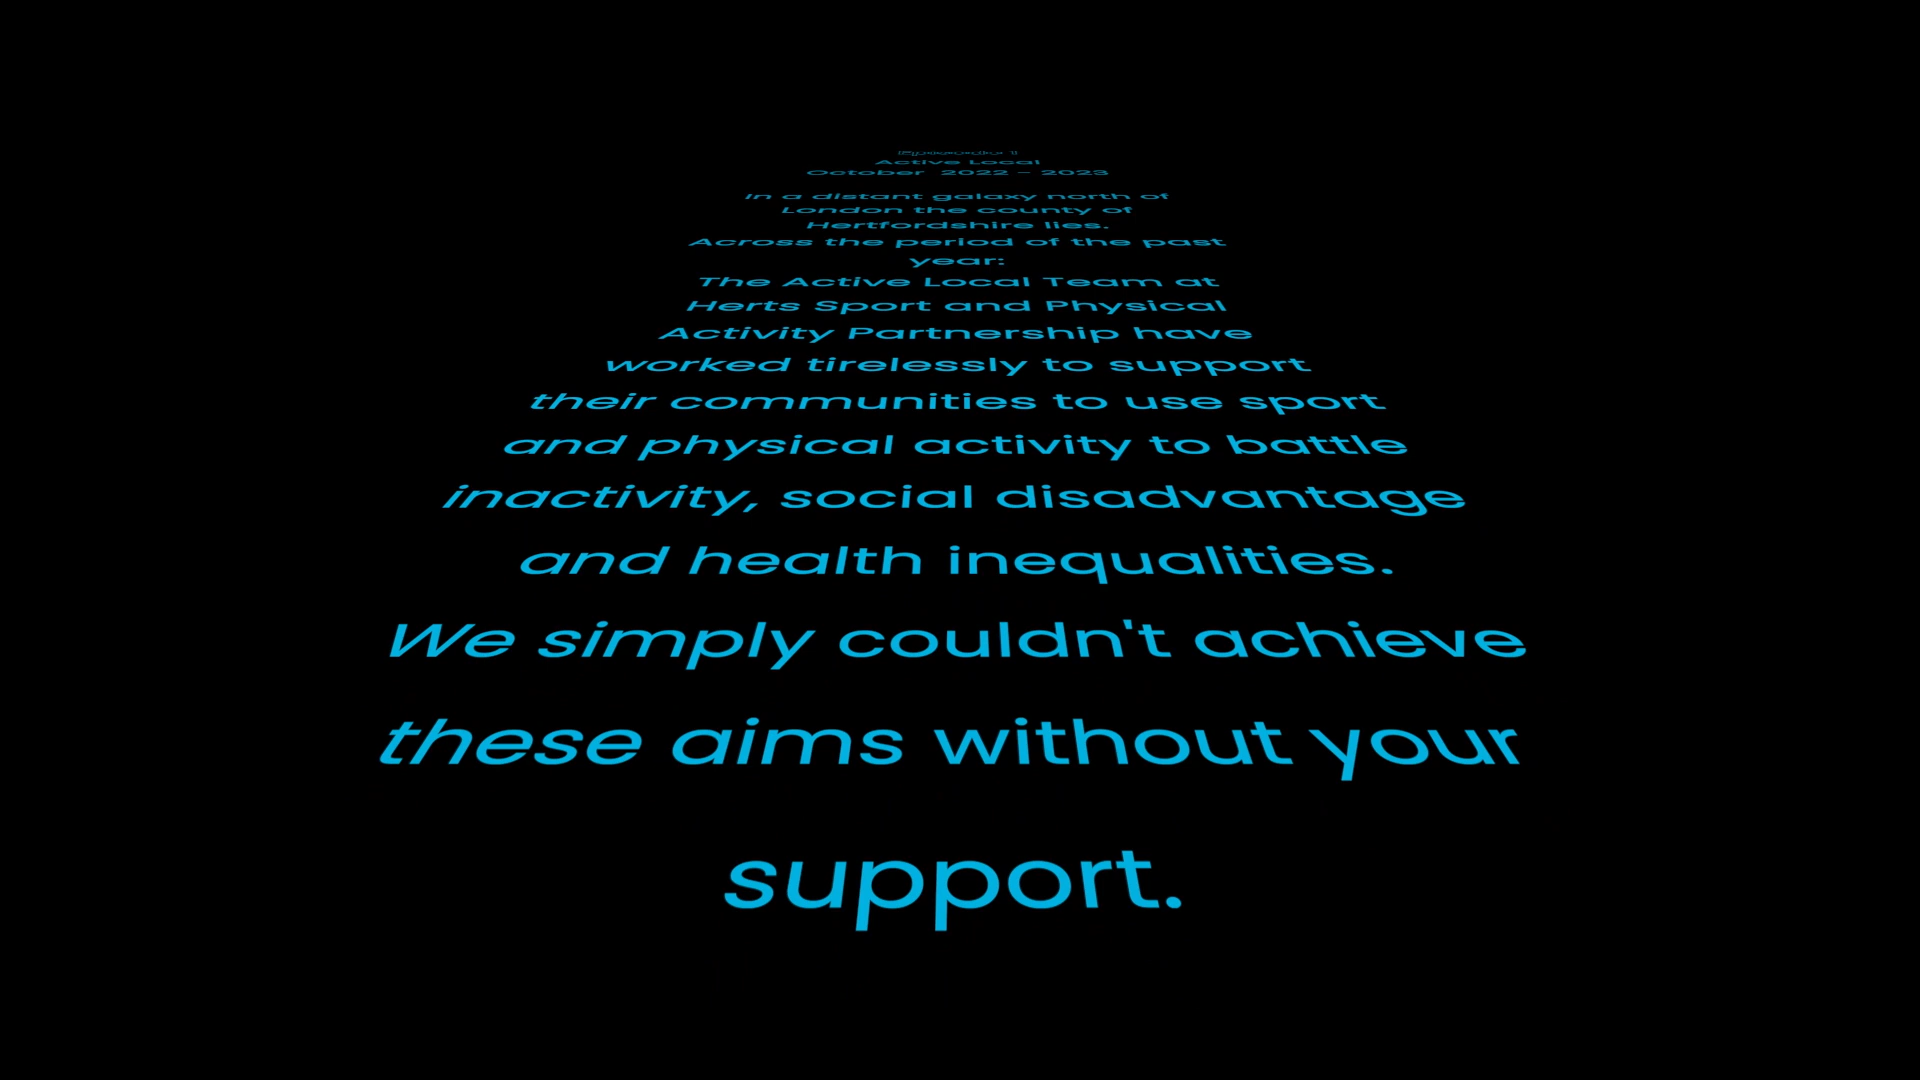 Active Local
October 2022 - 2023
In a distant galaxy north of
London the county of
Hertfordshire lies.
Across the period of the past
year:
The Active Local Team at
Herts Sport and Physical
Activity Partnership have
worked tirelessly to support
their communities to use sport
and physical activity to battle
inactivity, social disadvantage
and health inequalities.
We simply couldn't achieve
these aims without your
support.